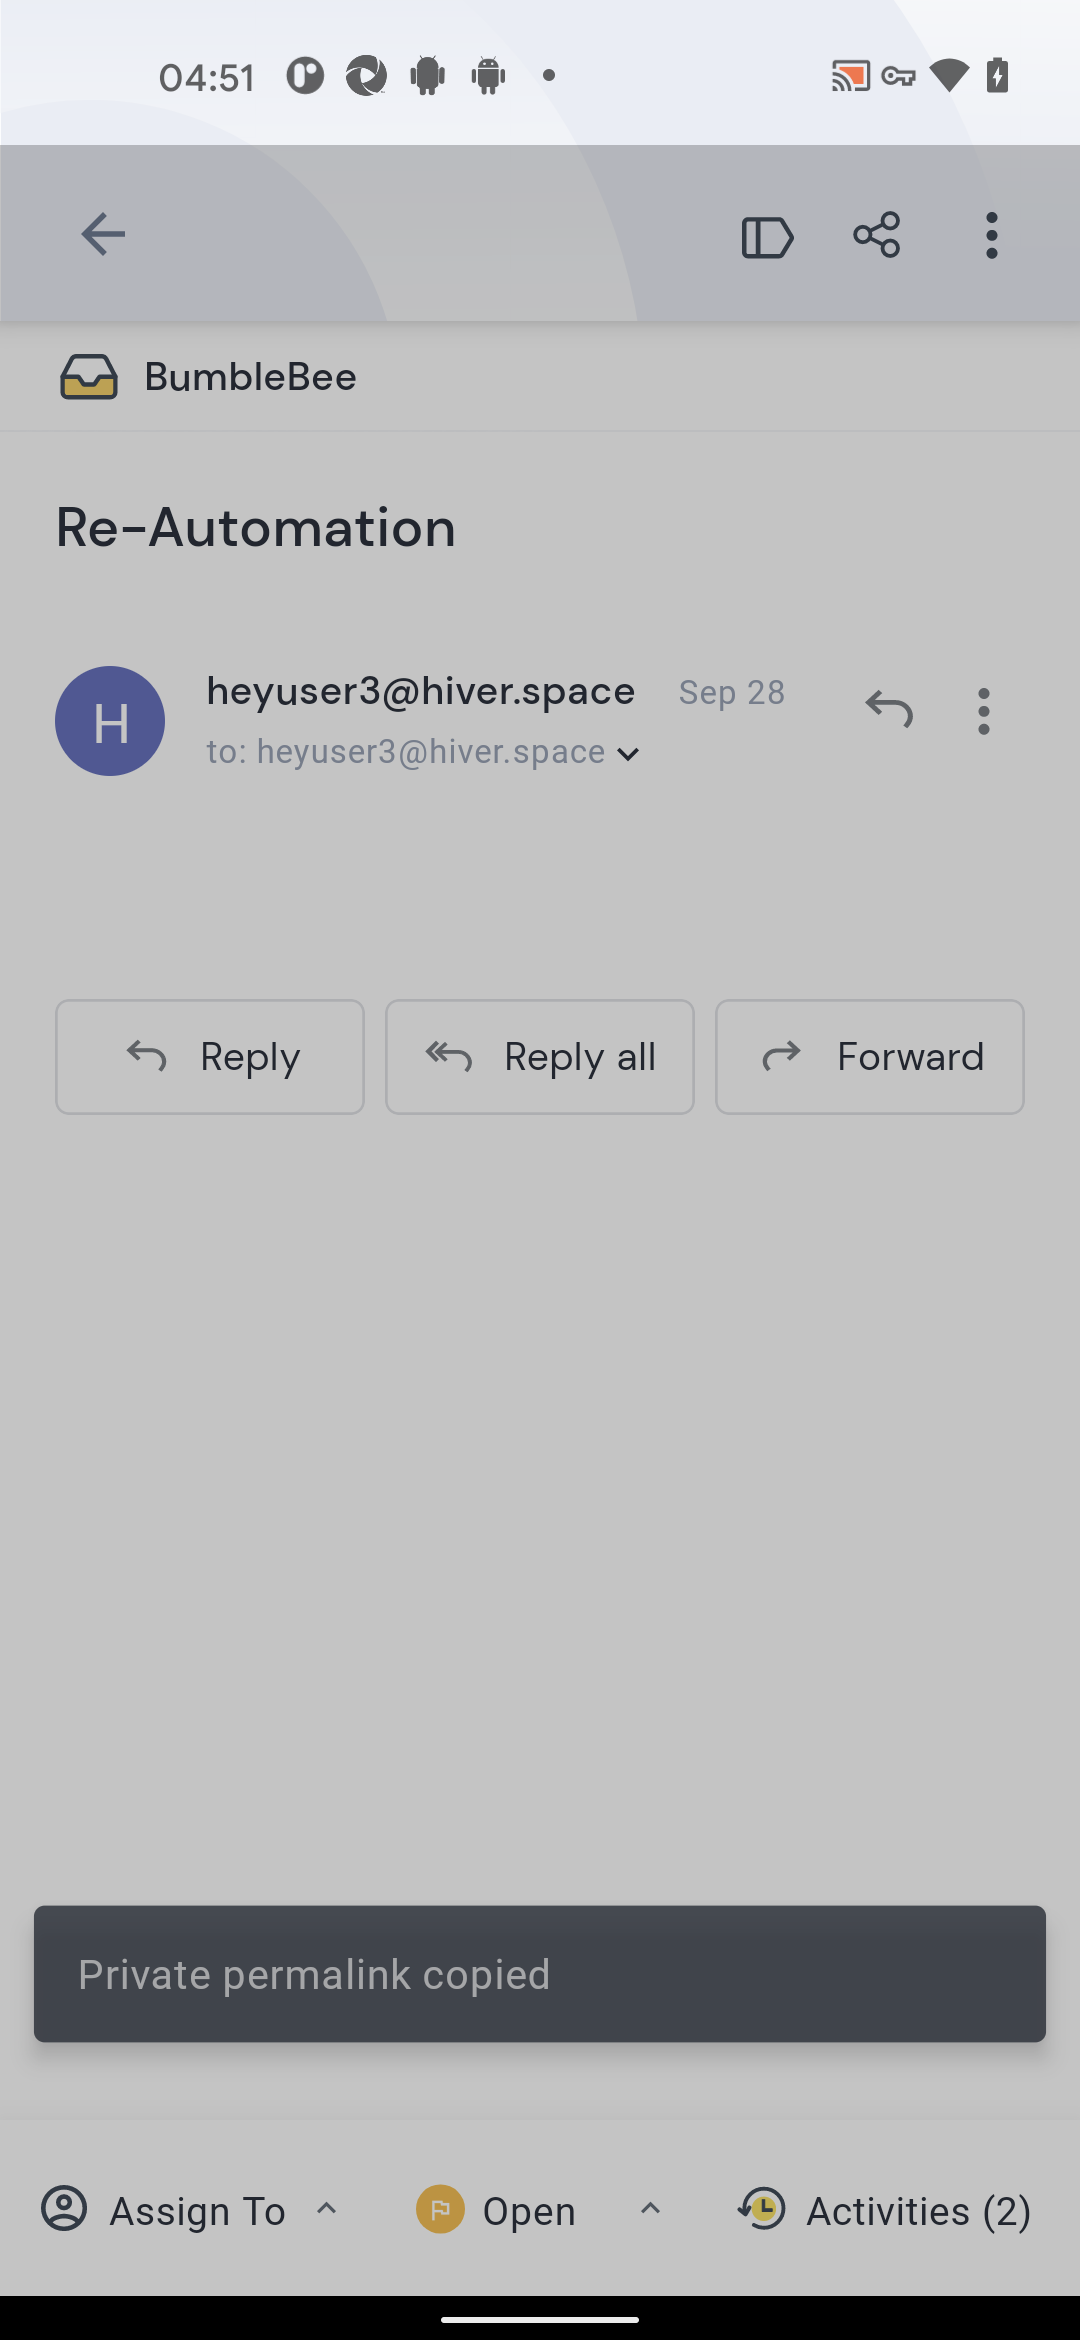 04:51
BumbleBee
Re-Automation
H
heyuser3@hiver.space Sep 28
to: heyuser3@hiver.space
Reply
Reply all
Forward
Private permalink copied
Assign To
Open
Activities (2)